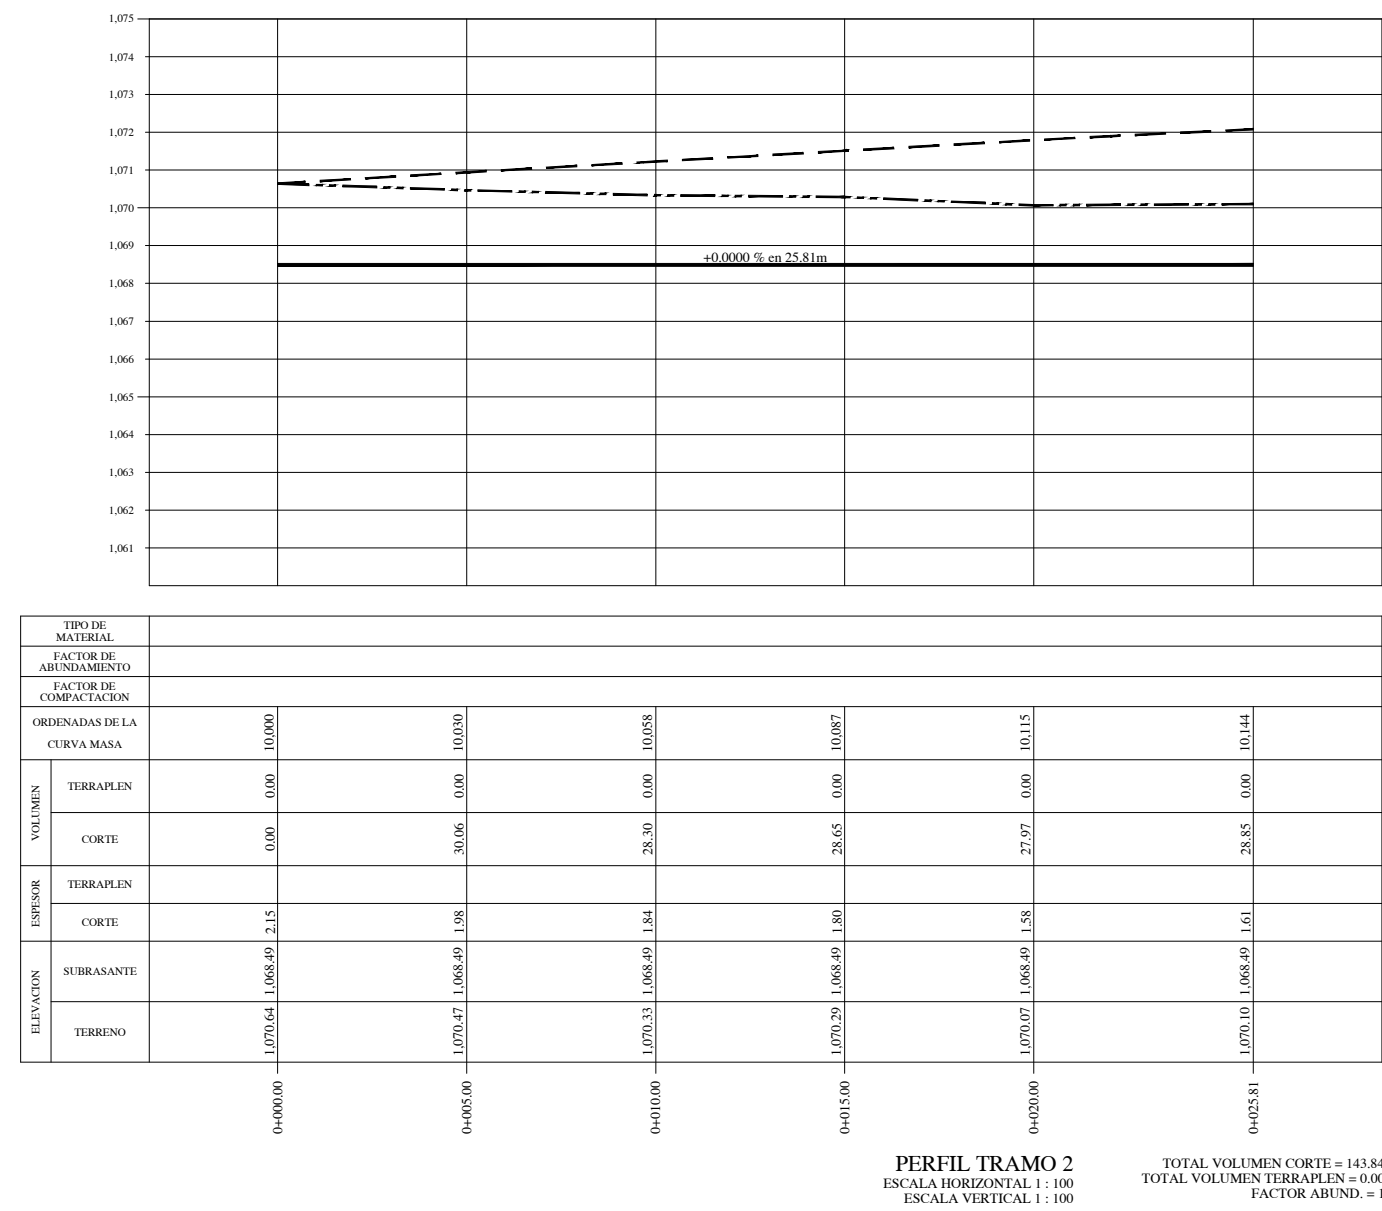 1,075
1,074
1,073
1,072
1,071
1,070
1,069
1,068
1,067
1,066
1,065
1,064
1,063
1,062
1,061
+0.0000 % en 25.81m
TIPO DE
MATERIAL
FACTOR DE
ABUNDAMIENTO
FACTOR DE
COMPACTACION
ORDENADAS DE LA
CURVA MASA
10,000 10,030 10,058 10,087 10,115 10,144
VOLUMEN
TERRAPLEN
0.00 0.00 0.00 0.00 0.00 0.00
CORTE
0.00 30.06 28.30 28.65 27.97 28.85
ESPESOR
TERRAPLEN
CORTE
2.15 1.98 1.84 1.80 1.58 1.61
ELEVACION
SUBRASANTE
1,068.49 1,068.49 1,068.49 1,068.49 1,068.49 1,068.49
TERRENO
1,070.64 1,070.47 1,070.33 1,070.29 1,070.07 1,070.10
0+000.00 0+005.00 0+010.00 0+015.00 0+020.00 0+025.81
PERFIL TRAMO 2
ESCALA HORIZONTAL 1 : 100
ESCALA VERTICAL 1 : 100
TOTAL VOLUMEN CORTE = 143.84
TOTAL VOLUMEN TERRAPLEN = 0.00
FACTOR ABUND. = 1